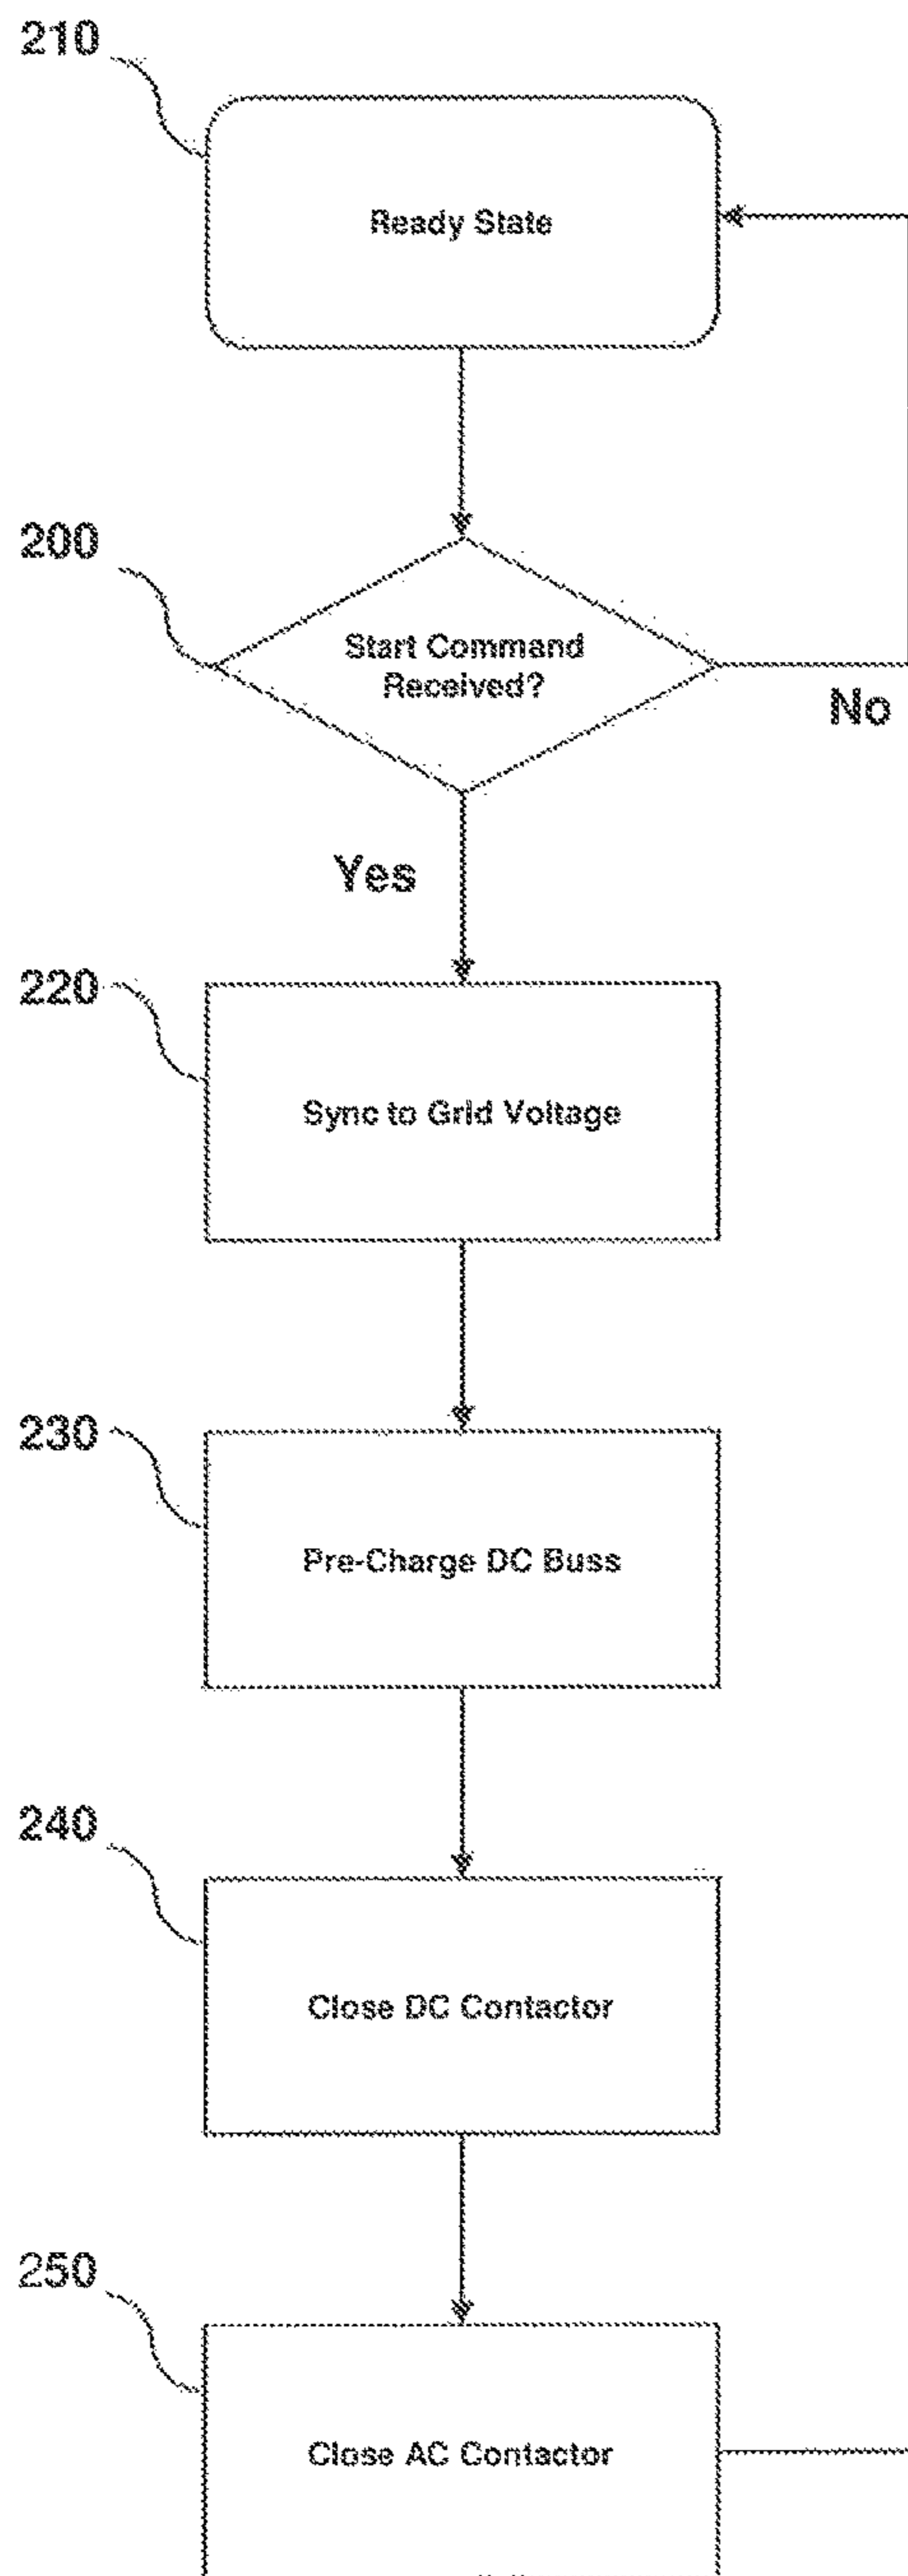 210
Ready State
200
Start Command
Received?
No
Yes
220
Sync to Grid Voltage
230
Pre-Charge DC Buss
240
Close DC Contactor
250
Close AC Contactor